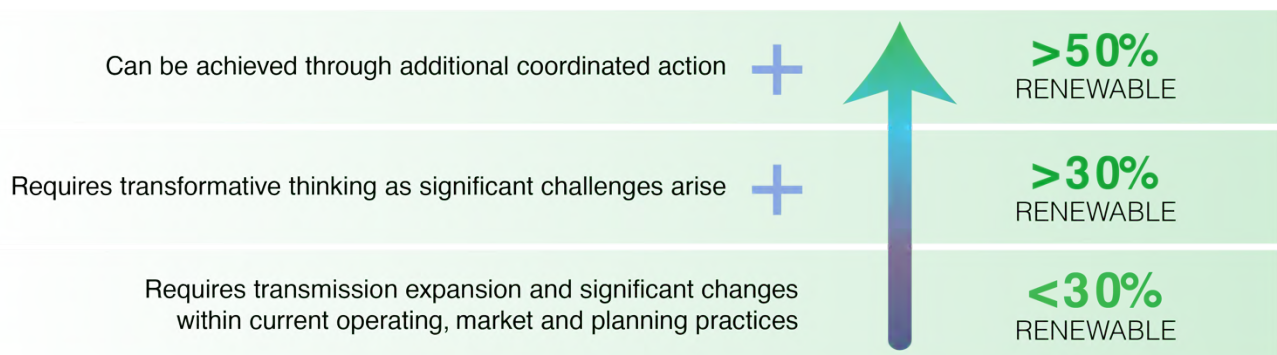 Can be achieved through additional coordinated action + >50%
RENEWABLE
Requires transformative thinking as significant challenges arise + >30%
RENEWABLE
Requires transmission expansion and significant changes
within current operating, market and planning practices
<30%
RENEWABLE